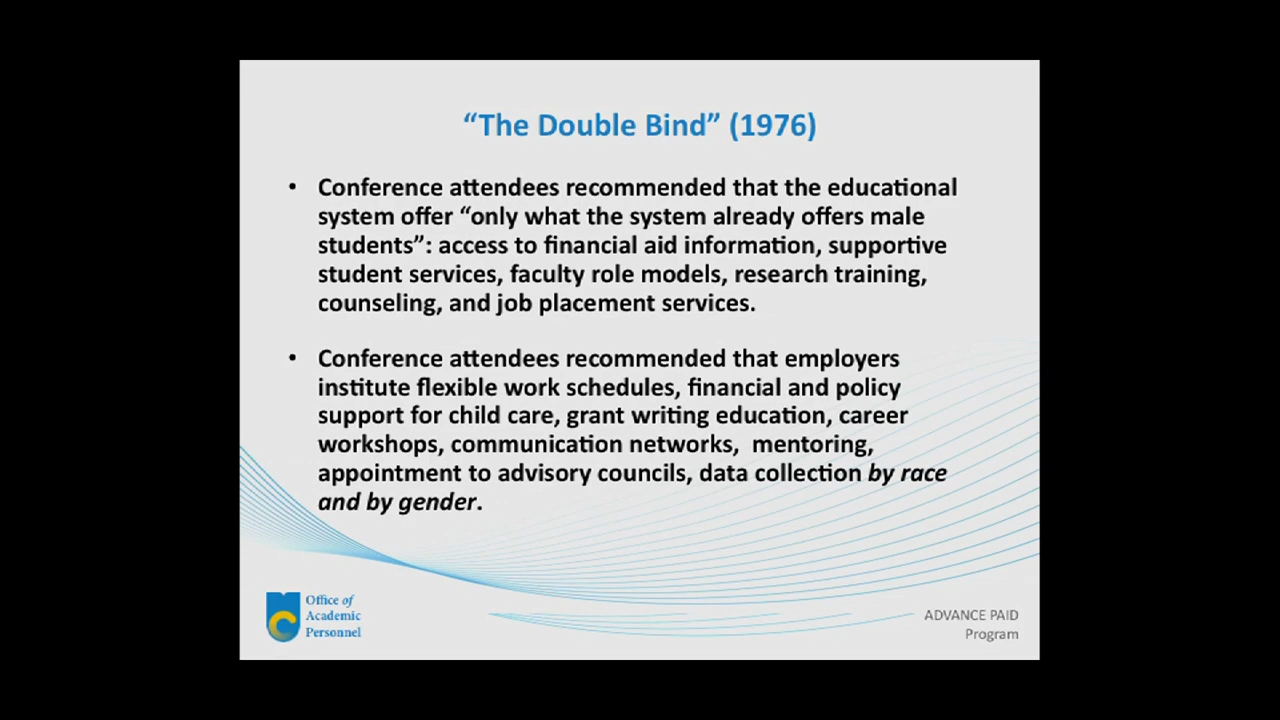 “The Double Bind” (1976)
• Conference attendees recommended that the educational
system offer “only what the system already offers male
students”: access to financial aid information, supportive
student services, faculty role models, research training,
counseling, and job placement services.
• Conference attendees recommended that employers
institute flexible work schedules, financial and policy
support for child care, grant writing education, career
workshops, communication networks,  mentoring,
appointment to advisory councils, data collection by race
and by gender.
Office of
Academic
Personnel
ADVANCE PAID
Program